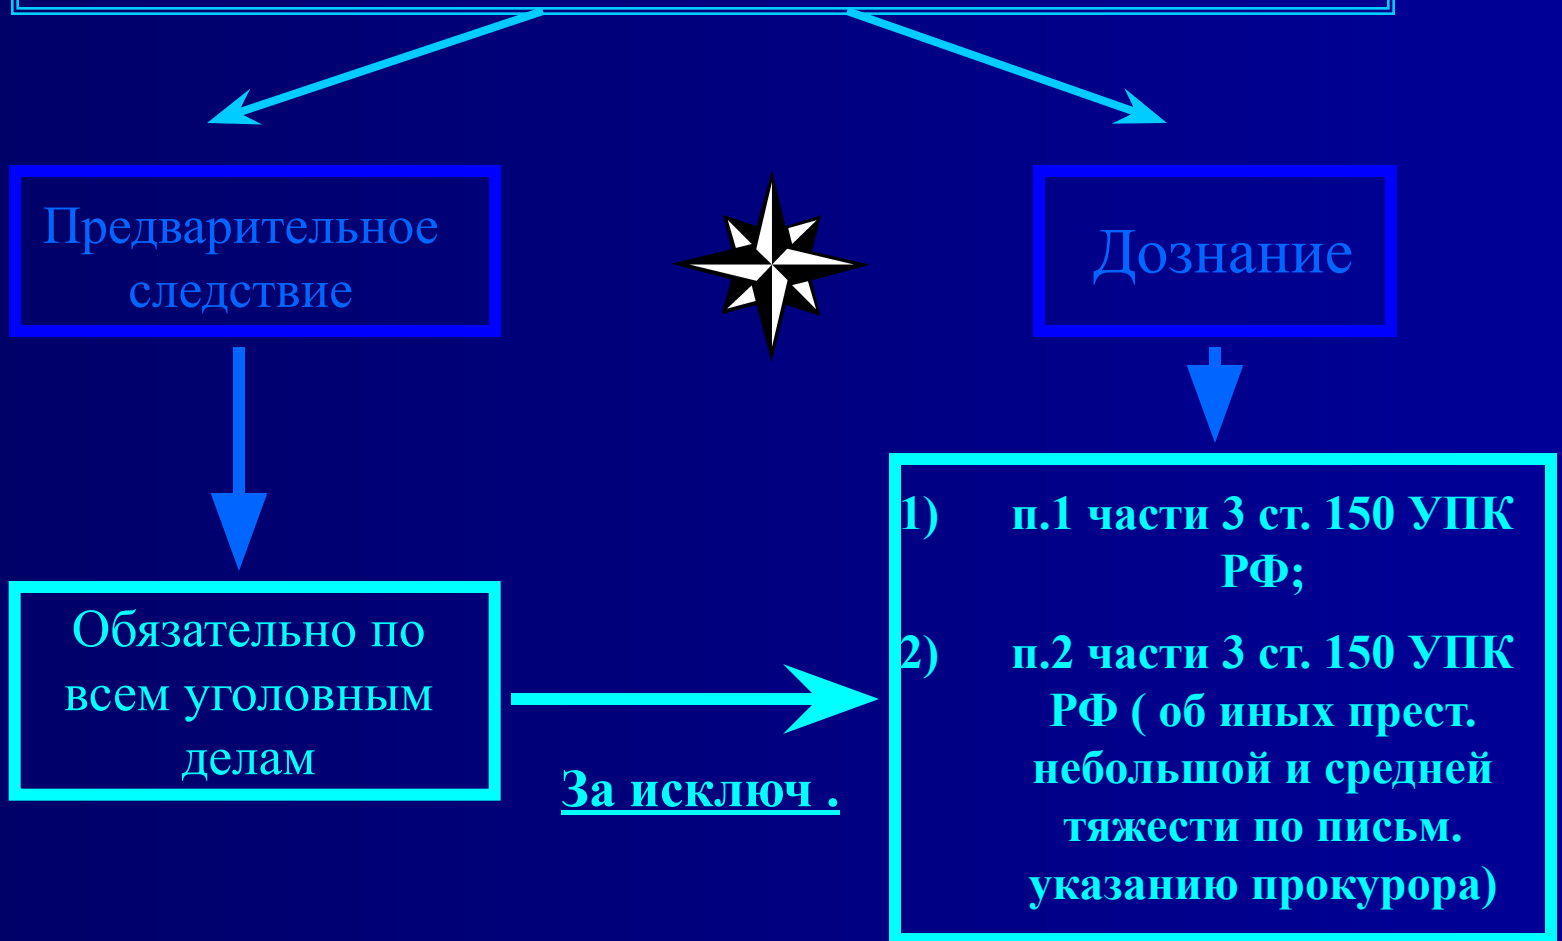 Предварительное
следствие
Дознание
Обязательно по
всем уголовным
делам
За исключ .
1) п.1 части 3 ст. 150 УПК
РФ;
2) п.2 части 3 ст. 150 УПК
РФ ( об иных прест.
небольшой и средней
тяжести по письм.
указанию прокурора)